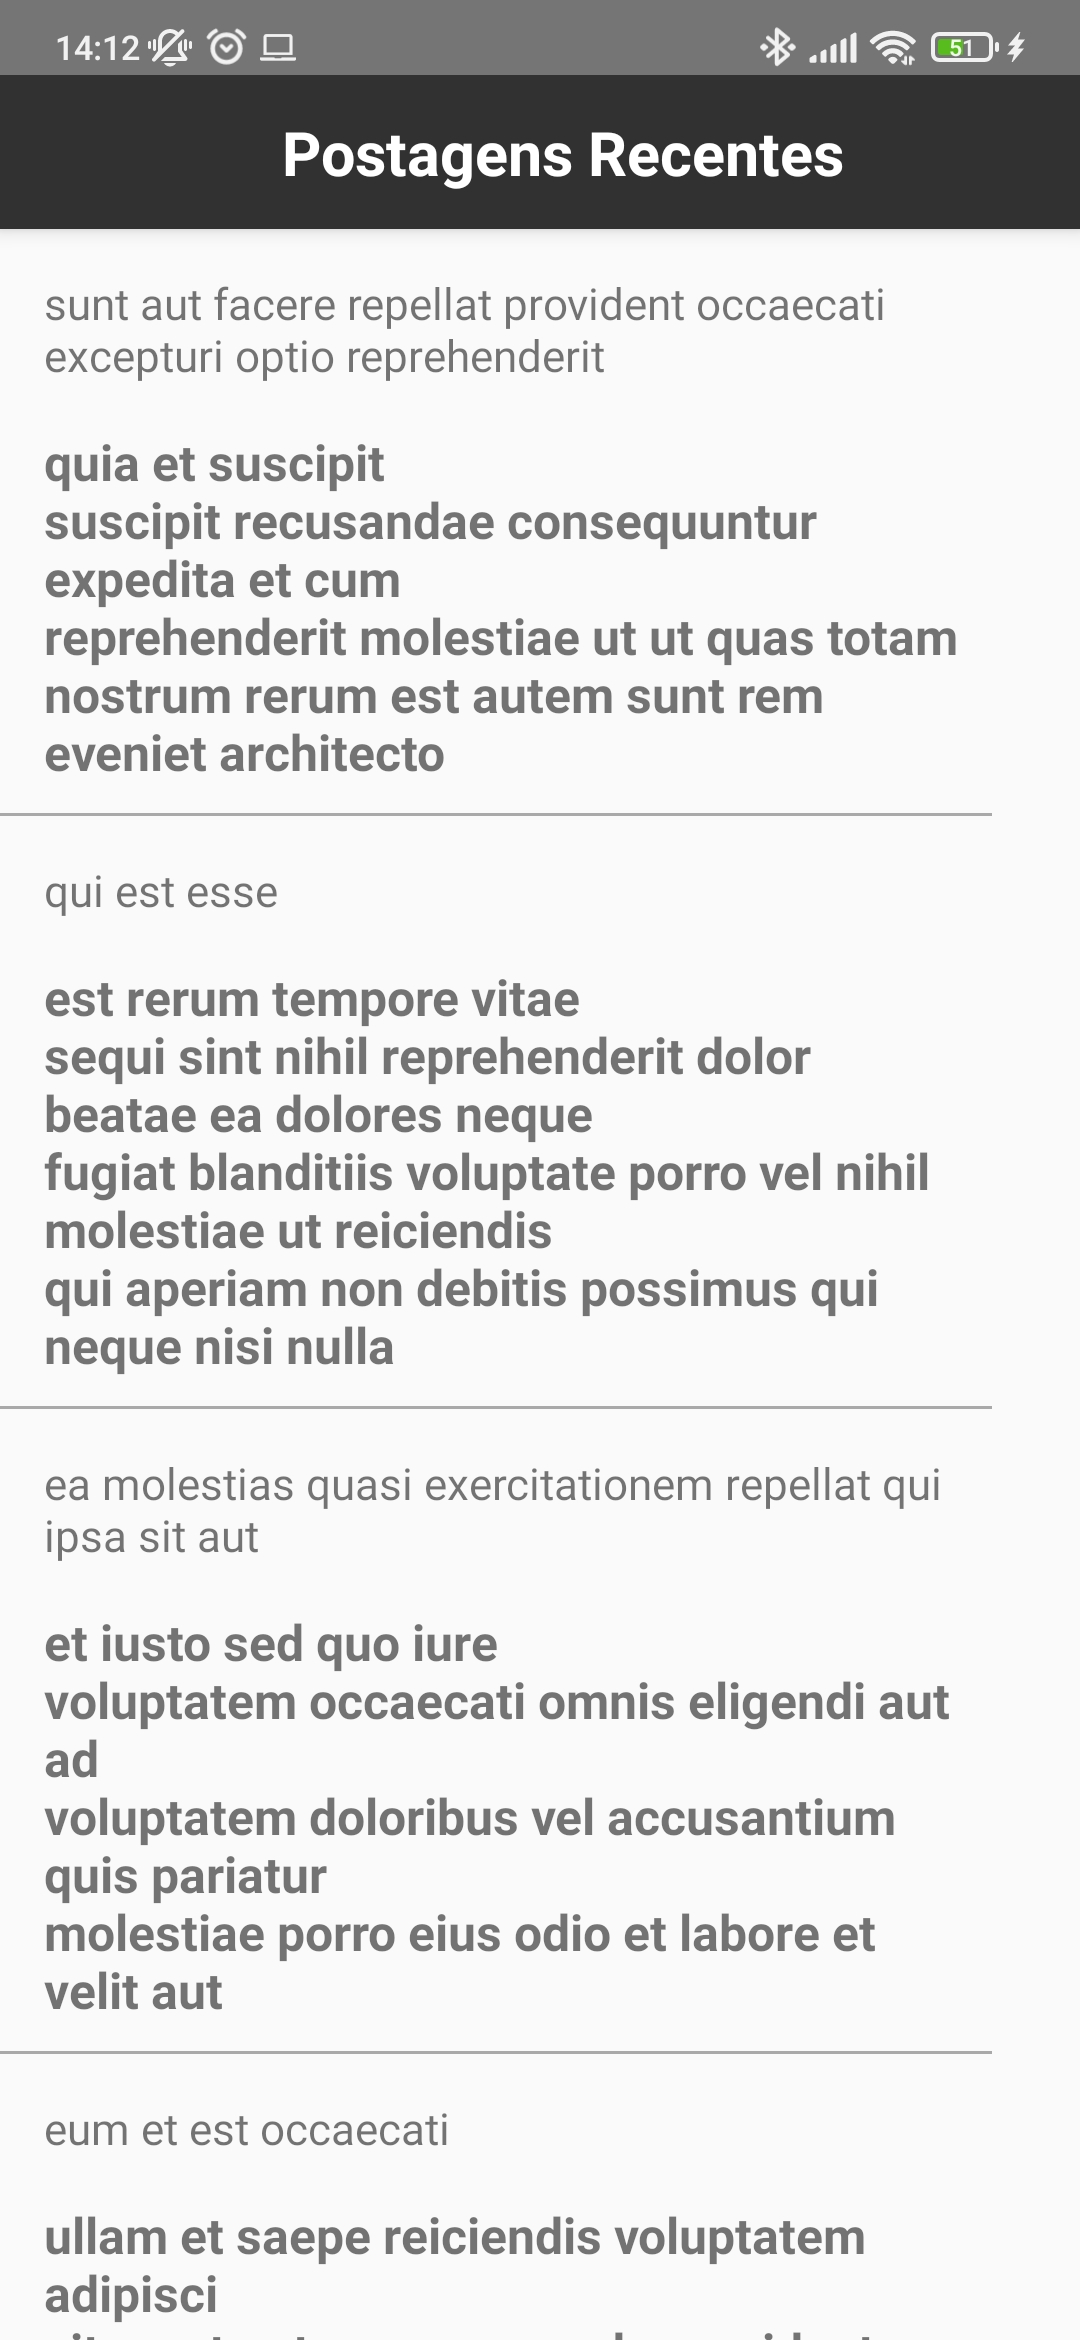 14:12
51
Postagens Recentes
sunt aut facere repellat provident occaecati
excepturi optio reprehenderit
quia et suscipit
suscipit recusandae consequuntur
expedita et cum
reprehenderit molestiae ut ut quas totam
nostrum rerum est autem sunt rem
eveniet architecto
qui est esse
est rerum tempore vitae
sequi sint nihil reprehenderit dolor
beatae ea dolores neque
fugiat blanditiis voluptate porro vel nihil
molestiae ut reiciendis
qui aperiam non debitis possimus qui
neque nisi nulla
ea molestias quasi exercitationem repellat qui
ipsa sit aut
et iusto sed quo iure
voluptatem occaecati omnis eligendi aut
ad
voluptatem doloribus vel accusantium
quis pariatur
molestiae porro eius odio et labore et
velit aut
eum et est occaecati
ullam et saepe reiciendis voluptatem
adipisci